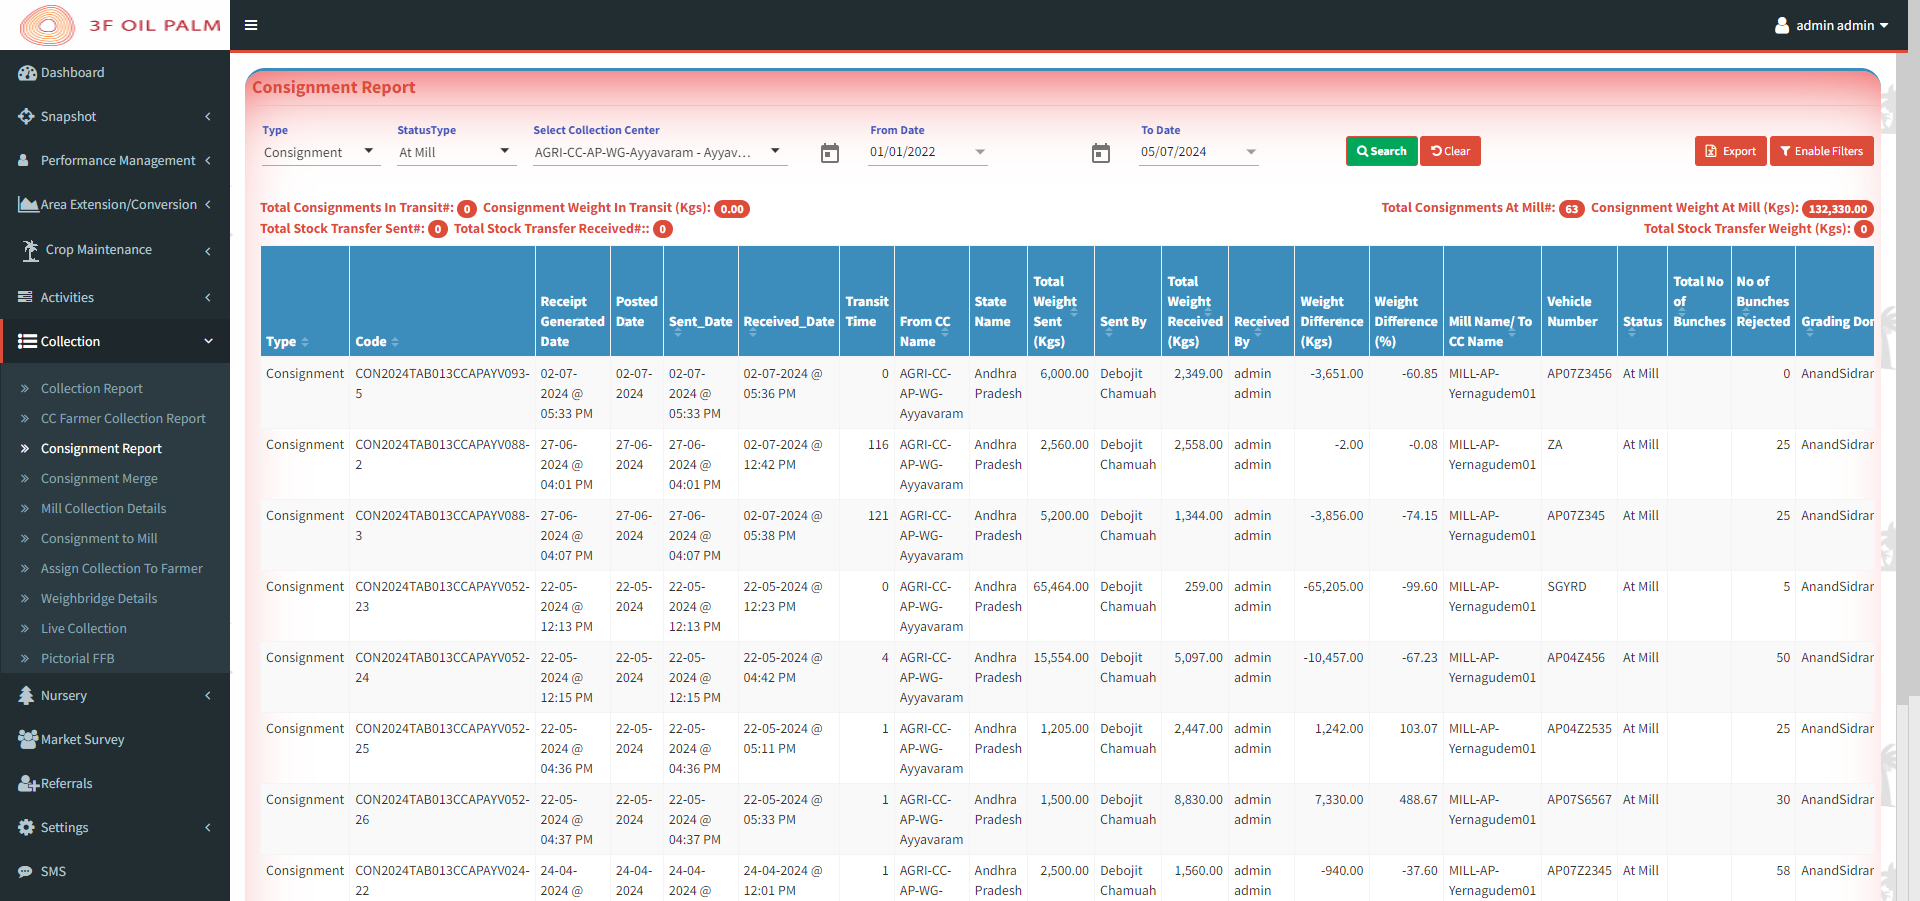 3F OIL PALM
admin admin
Dashboard
Snapshot
Performance Management
Area Extension/Conversion
Crop Maintenance
Activities
Collection
Collection Report
CC Farmer Collection Report
Consignment Report
Consignment Merge
Mill Collection Details
Consignment to Mill
Assign Collection To Farmer
Weighbridge Details
Live Collection
Pictorial FFB
Nursery
Market Survey
Referrals
Settings
SMS
Consignment Report
Type StatusType Select Collection Center From Date To Date
Consignment At Mill AGRI-CC-AP-WG-Ayyavaram - Ayyav... 01/01/2022 05/07/2024 Search Clear Export Enable Filters
Total Consignments In Transit#: 0 Consignment Weight In Transit (Kgs): 0.00 Total Consignments At Mill#: 63 Consignment Weight At Mill (Kgs): 132,330.00
Total Stock Transfer Sent#: 0 Total Stock Transfer Received#:: 0 Total Stock Transfer Weight (Kgs): 0
Type Code Receipt Generated Date Posted Date Sent_Date Received_Date Transit Time From CC Name State Name Total Weight Sent (Kgs) Sent By Total Weight Received (Kgs) Received By Weight Difference (Kgs) Weight Difference (%) Mill Name/ To CC Name Vehicle Number Status Total No of Bunches No of Bunches Rejected Grading Don
Consignment CON2024TAB013CCAPAYV093- 02-07- 02-07- 02-07- 02-07-2024 @ 0 AGRI-CC- Andhra 6,000.00 Debojit 2,349.00 admin -3,651.00 -60.85 MILL-AP- AP07Z3456 At Mill 0 AnandSidrar
5 2024 @ 2024 2024 @ 05:36 PM AP-WG- Pradesh Chamuah admin Yernagudem01
05:33 PM 05:33 PM Ayyavaram
Consignment CON2024TAB013CCAPAYV088- 27-06- 27-06- 27-06- 02-07-2024 @ 116 AGRI-CC- Andhra 2,560.00 Debojit 2,558.00 admin -2.00 -0.08 MILL-AP- ZA At Mill 25 AnandSidrar
2 2024 @ 2024 2024 @ 12:42 PM AP-WG- Pradesh Chamuah admin Yernagudem01
04:01 PM 04:01 PM Ayyavaram
Consignment CON2024TAB013CCAPAYV088- 27-06- 27-06- 27-06- 02-07-2024 @ 121 AGRI-CC- Andhra 5,200.00 Debojit 1,344.00 admin -3,856.00 -74.15 MILL-AP- AP07Z345 At Mill 25 AnandSidrar
3 2024 @ 2024 2024 @ 05:38 PM AP-WG- Pradesh Chamuah admin Yernagudem01
04:07 PM 04:07 PM Ayyavaram
Consignment CON2024TAB013CCAPAYV052- 22-05- 22-05- 22-05- 22-05-2024 @ 0 AGRI-CC- Andhra 65,464.00 Debojit 259.00 admin -65,205.00 -99.60 MILL-AP- SGYRD At Mill 5 AnandSidrar
23 2024 @ 2024 2024 @ 12:23 PM AP-WG- Pradesh Chamuah admin Yernagudem01
12:13 PM 12:13 PM Ayyavaram
Consignment CON2024TAB013CCAPAYV052- 22-05- 22-05- 22-05- 22-05-2024 @ 4 AGRI-CC- Andhra 15,554.00 Debojit 5,097.00 admin -10,457.00 -67.23 MILL-AP- AP04Z456 At Mill 50 AnandSidrar
24 2024 @ 2024 2024 @ 04:42 PM AP-WG- Pradesh Chamuah admin Yernagudem01
12:15 PM 12:15 PM Ayyavaram
Consignment CON2024TAB013CCAPAYV052- 22-05- 22-05- 22-05- 22-05-2024 @ 1 AGRI-CC- Andhra 1,205.00 Debojit 2,447.00 admin 1,242.00 103.07 MILL-AP- AP04Z2535 At Mill 25 AnandSidrar
25 2024 @ 2024 2024 @ 05:11 PM AP-WG- Pradesh Chamuah admin Yernagudem01
04:36 PM 04:36 PM Ayyavaram
Consignment CON2024TAB013CCAPAYV052- 22-05- 22-05- 22-05- 22-05-2024 @ 1 AGRI-CC- Andhra 1,500.00 Debojit 8,830.00 admin 7,330.00 488.67 MILL-AP- AP07S6567 At Mill 30 AnandSidrar
26 2024 @ 2024 2024 @ 05:33 PM AP-WG- Pradesh Chamuah admin Yernagudem01
04:37 PM 04:37 PM Ayyavaram
Consignment CON2024TAB013CCAPAYV024- 24-04- 24-04- 24-04- 24-04-2024 @ 1 AGRI-CC- Andhra 2,500.00 Debojit 1,560.00 admin -940.00 -37.60 MILL-AP- AP07Z2345 At Mill 58 AnandSidrar
22 2024 @ 2024 2024 @ 12:01 PM AP-WG- Pradesh Chamuah admin Yernagudem01